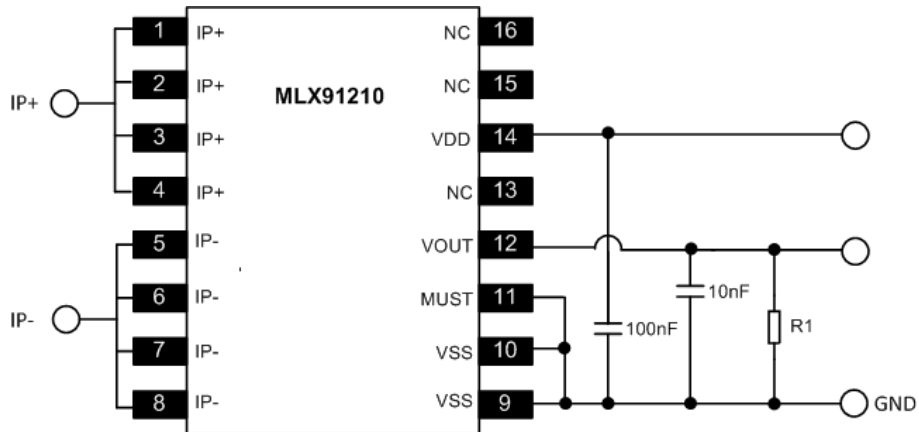 1 IP+ NC 16
2 IP+ NC 15
IP+ MLX91210
3 IP+ VDD 14
4 IP+ NC 13
5 IP- VOUT 12
6 IP- MUST 11
10nF
IP- 100nF R1
7 IP- VSS 10
8 IP- VSS 9 GND